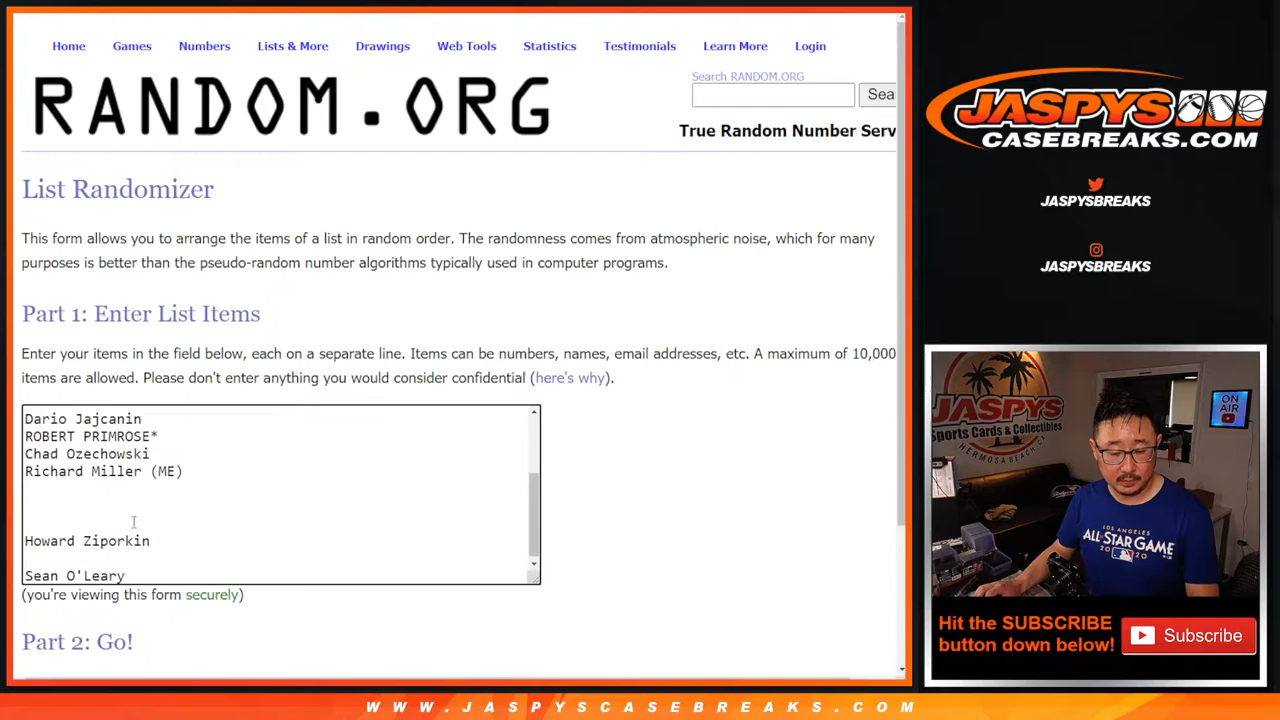 Home Games Numbers Lists & More Drawings Web Tools Statistics Testimonials Learn More Login
RANDOM.ORG
Search RANDOM.ORG
Sea
True Random Number Serv
List Randomizer
This form allows you to arrange the items of a list in random order. The randomness comes from atmospheric noise, which for many
purposes is better than the pseudo-random number algorithms typically used in computer programs.
Part 1: Enter List Items
Enter your items in the field below, each on a separate line. Items can be numbers, names, email addresses, etc. A maximum of 10,000
items are allowed. Please don't enter anything you would consider confidential (here's why).
Dario Jajcanin
ROBERT PRIMROSE*
Chad Ozechowski
Richard Miller (ME)
Howard Ziporkin
Sean O'Leary
(you're viewing this form securely)
Part 2: Go!
JASPYS
CASEBREAKS.COM
JASPYSBREAKS
JASPYSBREAKS
JASPYS
Sports Cards & Collectibles
HERMOSA BEACH, CA
ON AIR
LOS ANGELES
ALL-STAR GAME
2020
Hit the SUBSCRIBE
button down below!
Subscribe
WWW.JASPYSCASEBREAKS.COM